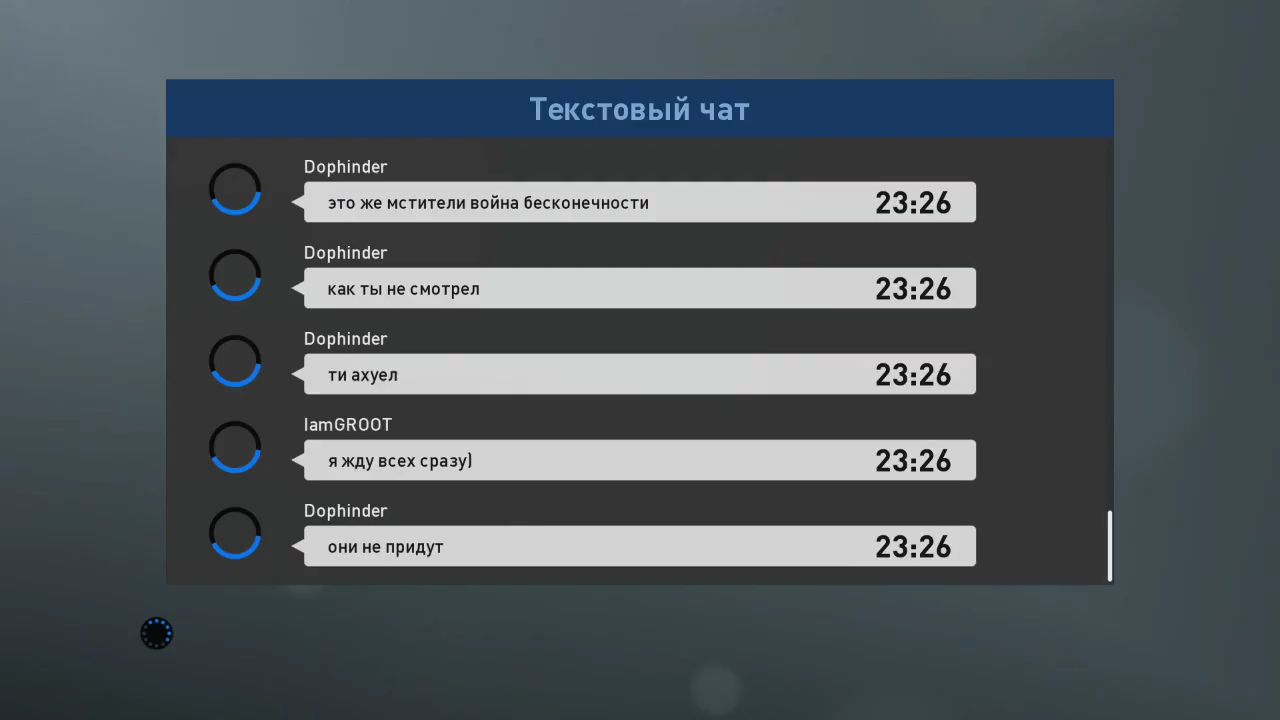 Текстовый чат
Dophinder
это же мстители война бесконечности 23:26
Dophinder
как ты не смотрел 23:26
Dophinder
ти ахуел 23:26
IamGROOT
я жду всех сразу) 23:26
Dophinder
они не придут 23:26